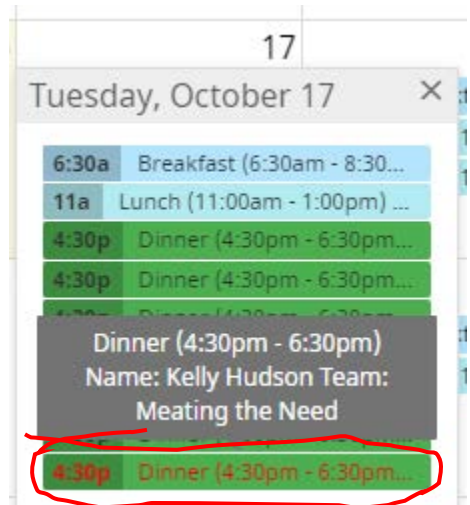 17
Tuesday, October 17 ×
6:30a Breakfast (6:30am - 8:30...
11a Lunch (11:00am - 1:00pm) ...
4:30p Dinner (4:30pm - 6:30pm...
4:30p Dinner (4:30pm - 6:30pm...
Dinner (4:30pm - 6:30pm)
Name: Kelly Hudson Team:
Meating the Need
4:30p Dinner (4:30pm - 6:30pm...